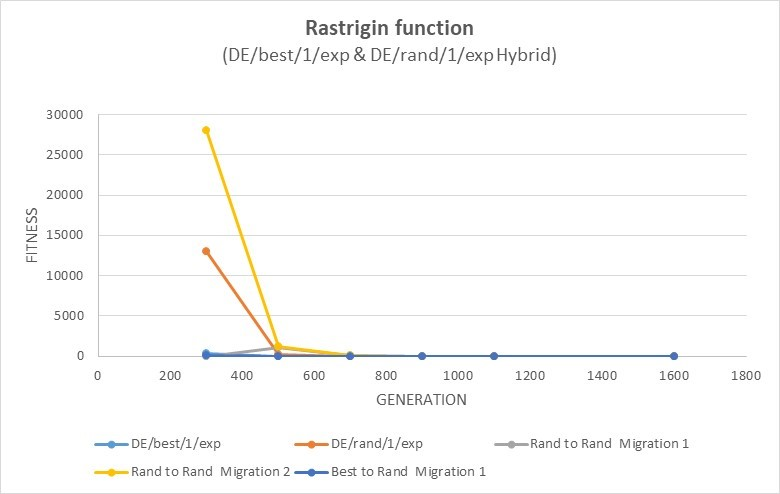 Rastrigin function
(DE/best/1/exp & DE/rand/1/exp Hybrid)
30000
25000
20000
15000
10000
5000
0
FITNESS
0 200 400 600 800 1000 1200 1400 1600 1800
GENERATION
DE/best/1/exp DE/rand/1/exp Rand to Rand Migration 1
Rand to Rand Migration 2 Best to Rand Migration 1